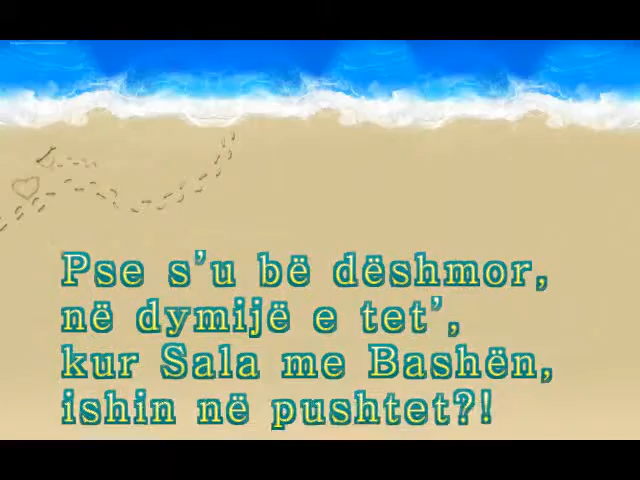 Pse s'u bë dëshmor,
në dymijë e tet',
kur Sala me Bashën,
ishin në pushtet?!